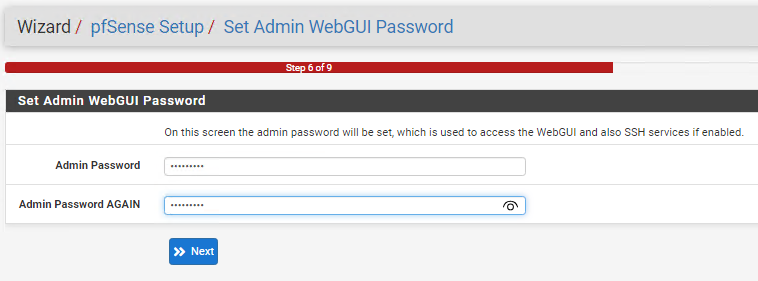 Wizard / pfSense Setup / Set Admin WebGUI Password
Step 6 of 9
Set Admin WebGUI Password
On this screen the admin password will be set, which is used to access the WebGUI and also SSH services if enabled.
Admin Password •••••••••
Admin Password AGAIN •••••••••
Next